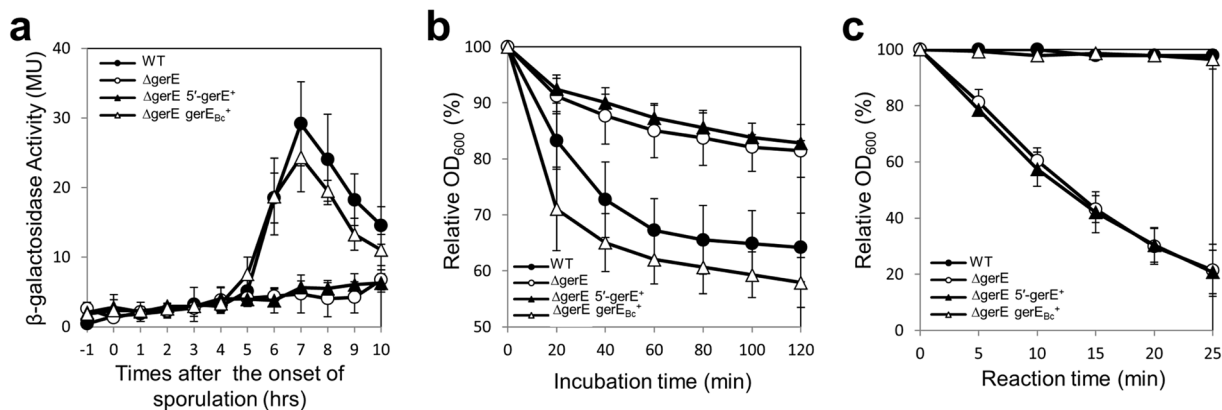 a
β-galactosidase Activity (MU)
40
30
20
10
0
WT
ΔgerE
ΔgerE 5′-gerE⁺
ΔgerE gerE_Bc⁺
-1 0 1 2 3 4 5 6 7 8 9 10
Times after the onset of
sporulation (hrs)
b
Relative OD₆₀₀ (%)
100
90
80
70
60
50
WT
ΔgerE
ΔgerE 5′-gerE⁺
ΔgerE gerE_Bc⁺
0 20 40 60 80 100 120
Incubation time (min)
c
Relative OD₆₀₀ (%)
100
80
60
40
20
0
WT
ΔgerE
ΔgerE 5′-gerE⁺
ΔgerE gerE_Bc⁺
0 5 10 15 20 25
Reaction time (min)